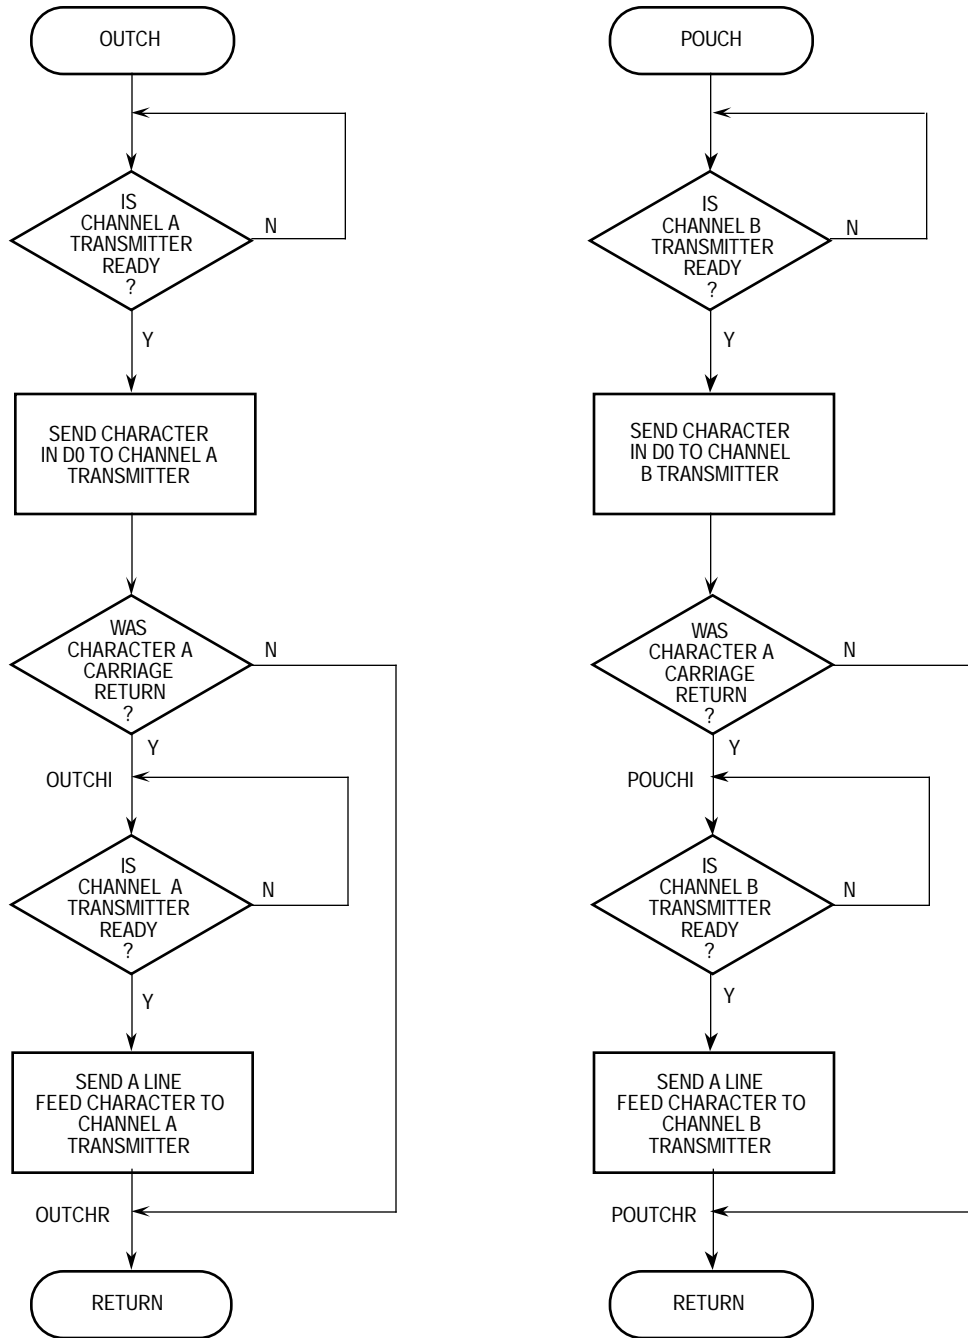 OUTCH
IS
CHANNEL A
TRANSMITTER
READY
?
N
Y
SEND CHARACTER
IN D0 TO CHANNEL A
TRANSMITTER
WAS
CHARACTER A
CARRIAGE
RETURN
?
N
Y
OUTCHI
IS
CHANNEL A
TRANSMITTER
READY
?
N
Y
SEND A LINE
FEED CHARACTER TO
CHANNEL A
TRANSMITTER
OUTCHR
RETURN
POUCH
IS
CHANNEL B
TRANSMITTER
READY
?
N
Y
SEND CHARACTER
IN D0 TO CHANNEL
B TRANSMITTER
WAS
CHARACTER A
CARRIAGE
RETURN
?
N
Y
POUCHI
IS
CHANNEL B
TRANSMITTER
READY
?
N
Y
SEND A LINE
FEED CHARACTER TO
CHANNEL B
TRANSMITTER
POUTCHR
RETURN